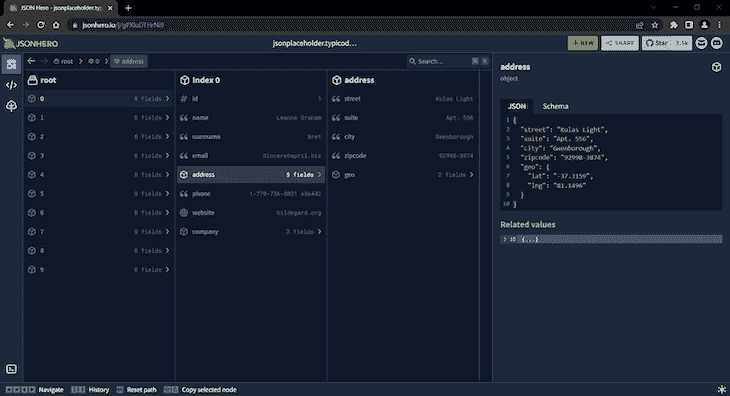 JSON Hero - jsonplaceholder.typi
jsonhero.io/j/gPXluDTHrNi9
JSONHERO
jsonplaceholder.typicod...
+ NEW
SHARE
Star
3.5k
root
0
address
Search...
K
root
0 8 fields
1 8 fields
2 8 fields
3 8 fields
4 8 fields
5 8 fields
6 8 fields
7 8 fields
8 8 fields
9 8 fields
Index 0
id 1
name Leanne Graham
username Bret
email Sincere@april.biz
address 5 fields
phone 1-770-736-8031 x56442
website hildegard.org
company 3 fields
address
street Kulas Light
suite Apt. 556
city Gwenborough
zipcode 92998-3874
geo 2 fields
address
object
JSON Schema
1 {
2 "street": "Kulas Light",
3 "suite": "Apt. 556",
4 "city": "Gwenborough",
5 "zipcode": "92998-3874",
6 "geo": {
7 "lat": "-37.3159",
8 "lng": "81.1496"
9 }
10 }
Related values
10 {...}
Navigate
History
Reset path
Copy selected node